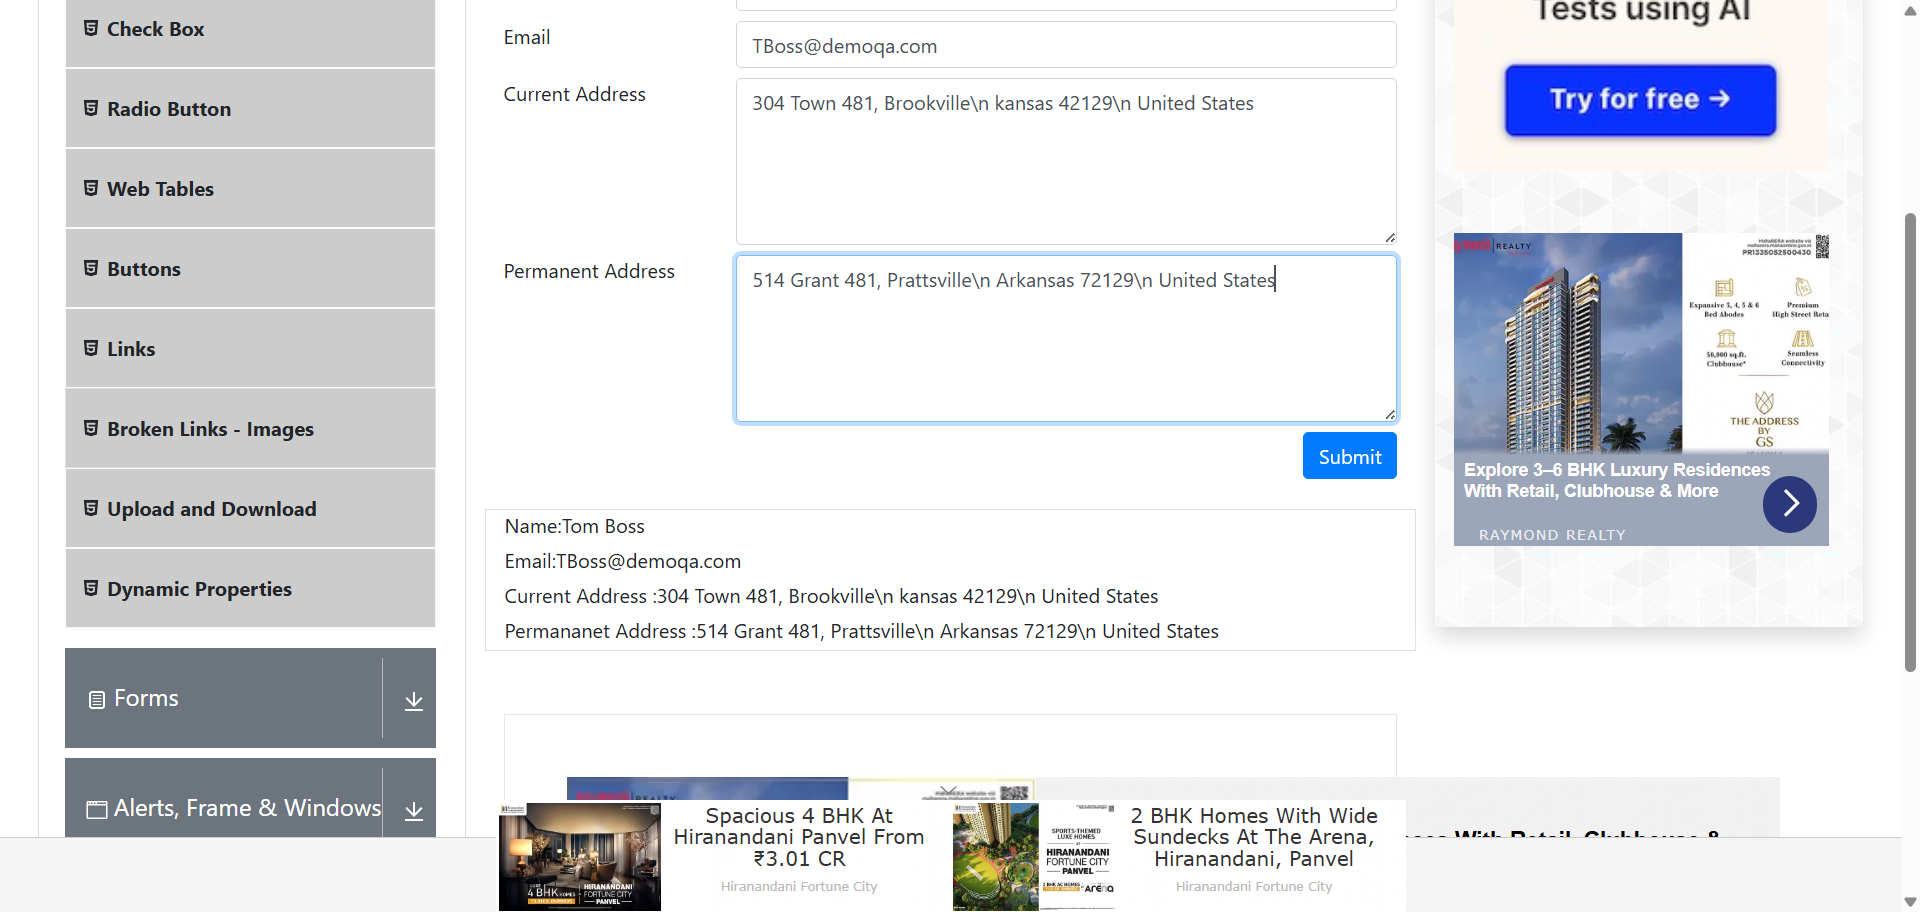 Check Box
Radio Button
Web Tables
Buttons
Links
Broken Links - Images
Upload and Download
Dynamic Properties
Forms
Alerts, Frame & Windows
Email
TBoss@demoqa.com
Current Address
304 Town 481, Brookville\n kansas 42129\n United States
Permanent Address
514 Grant 481, Prattsville\n Arkansas 72129\n United States
Submit
Name:Tom Boss
Email:TBoss@demoqa.com
Current Address :304 Town 481, Brookville\n kansas 42129\n United States
Permananet Address :514 Grant 481, Prattsville\n Arkansas 72129\n United States
Tests using AI
Try for free →
REALTY
PR1335052500430
Expansive 3, 4, 5 & 6
Bed Abodes
Premium
High Street Reta
50,000 sq.ft.
Clubhouse*
Seamless
Connectivity
THE ADDRESS
BY
GS
Explore 3–6 BHK Luxury Residences
With Retail, Clubhouse & More
RAYMOND REALTY
4 BHK HOMES
HIRANANDANI
FORTUNE CITY
PANVEL
Spacious 4 BHK At
Hiranandani Panvel From
₹3.01 CR
Hiranandani Fortune City
SPORTS-THEMED
LUXE HOMES
HIRANANDANI
FORTUNE CITY
PANVEL
arena
2 BHK Homes With Wide
Sundecks At The Arena,
Hiranandani, Panvel
Hiranandani Fortune City
With Retail, Clubhouse &